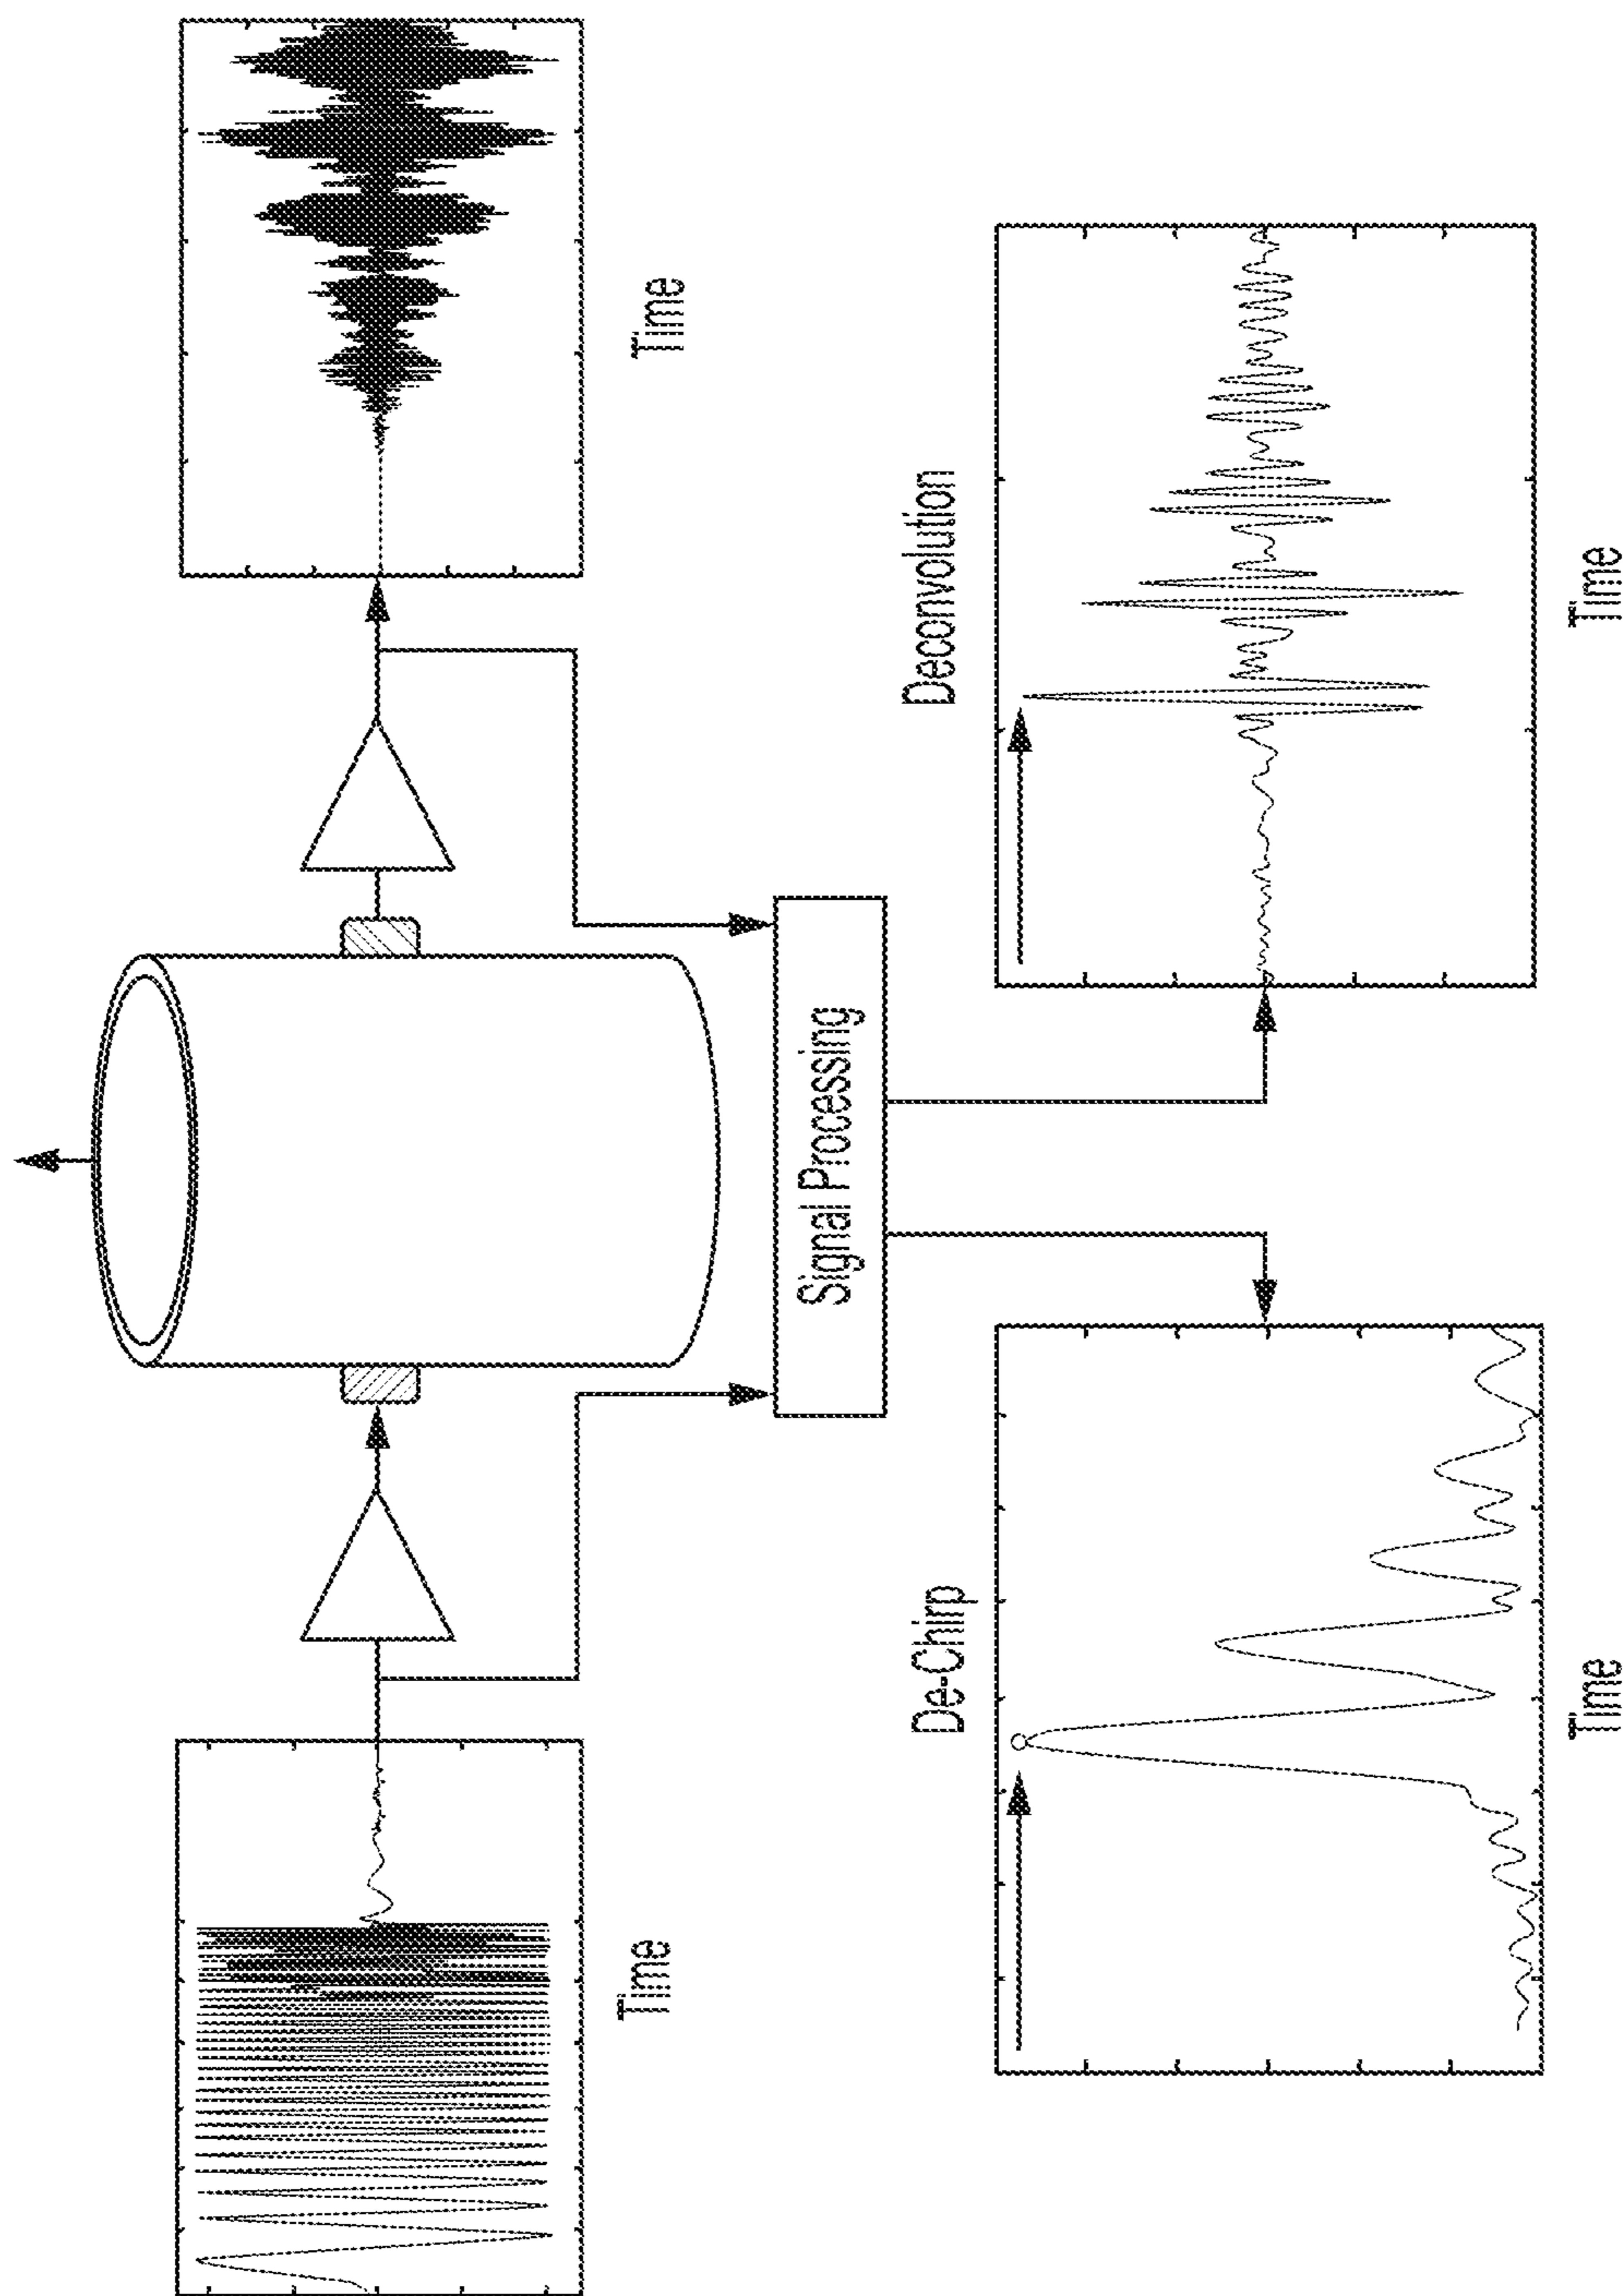 Time
Time
Signal Processing
De-Chirp
Time
Deconvolution
Time